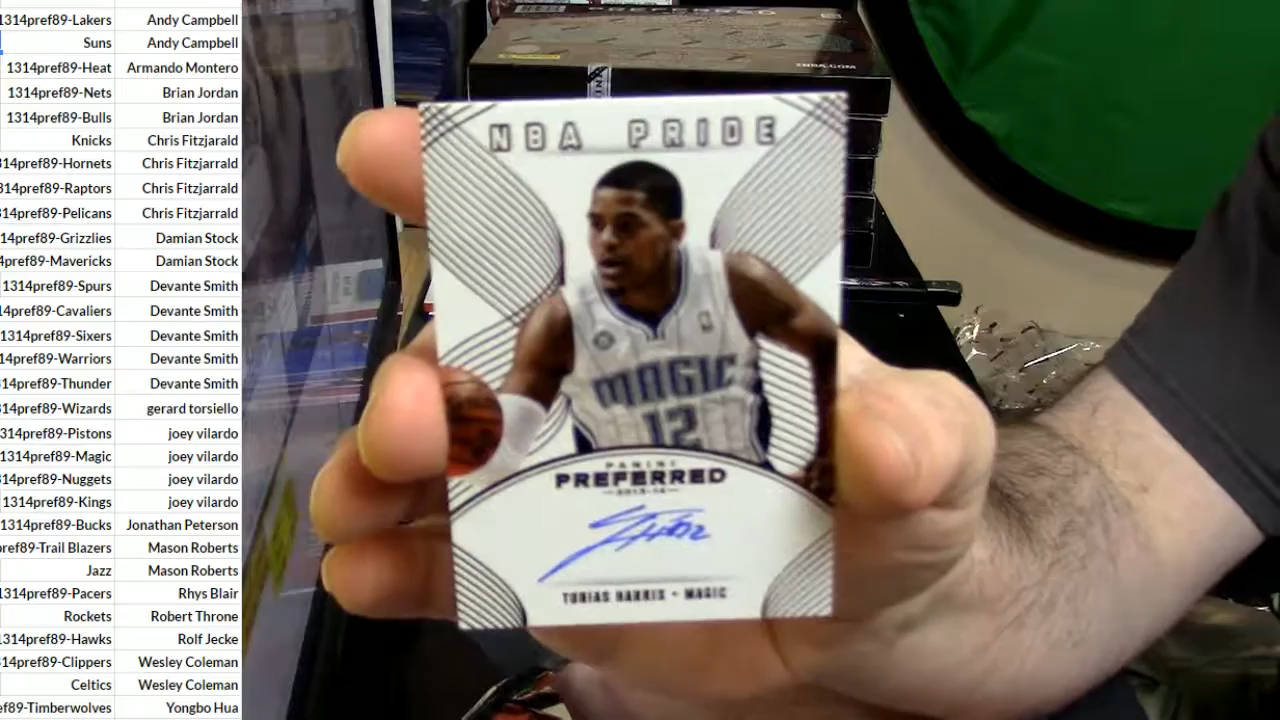 1314pref89-Lakers Andy Campbell
Suns Andy Campbell
1314pref89-Heat Armando Montero
1314pref89-Nets Brian Jordan
1314pref89-Bulls Brian Jordan
Knicks Chris Fitzjarald
314pref89-Hornets Chris Fitzjarrald
314pref89-Raptors Chris Fitzjarrald
314pref89-Pelicans Chris Fitzjarrald
14pref89-Grizzlies Damian Stock
4pref89-Mavericks Damian Stock
1314pref89-Spurs Devante Smith
14pref89-Cavaliers Devante Smith
1314pref89-Sixers Devante Smith
14pref89-Warriors Devante Smith
314pref89-Thunder Devante Smith
14pref89-Wizards gerard torsiello
314pref89-Pistons joey vilardo
1314pref89-Magic joey vilardo
314pref89-Nuggets joey vilardo
1314pref89-Kings joey vilardo
1314pref89-Bucks Jonathan Peterson
pref89-Trail Blazers Mason Roberts
Jazz Mason Roberts
1314pref89-Pacers Rhys Blair
Rockets Robert Throne
1314pref89-Hawks Rolf Jecke
314pref89-Clippers Wesley Coleman
Celtics Wesley Coleman
ef89-Timberwolves Yongbo Hua
NBA PRIDE
MAGIC
12
PANINI
PREFERRED
2013-14
TOBIAS HARRIS • MAGIC